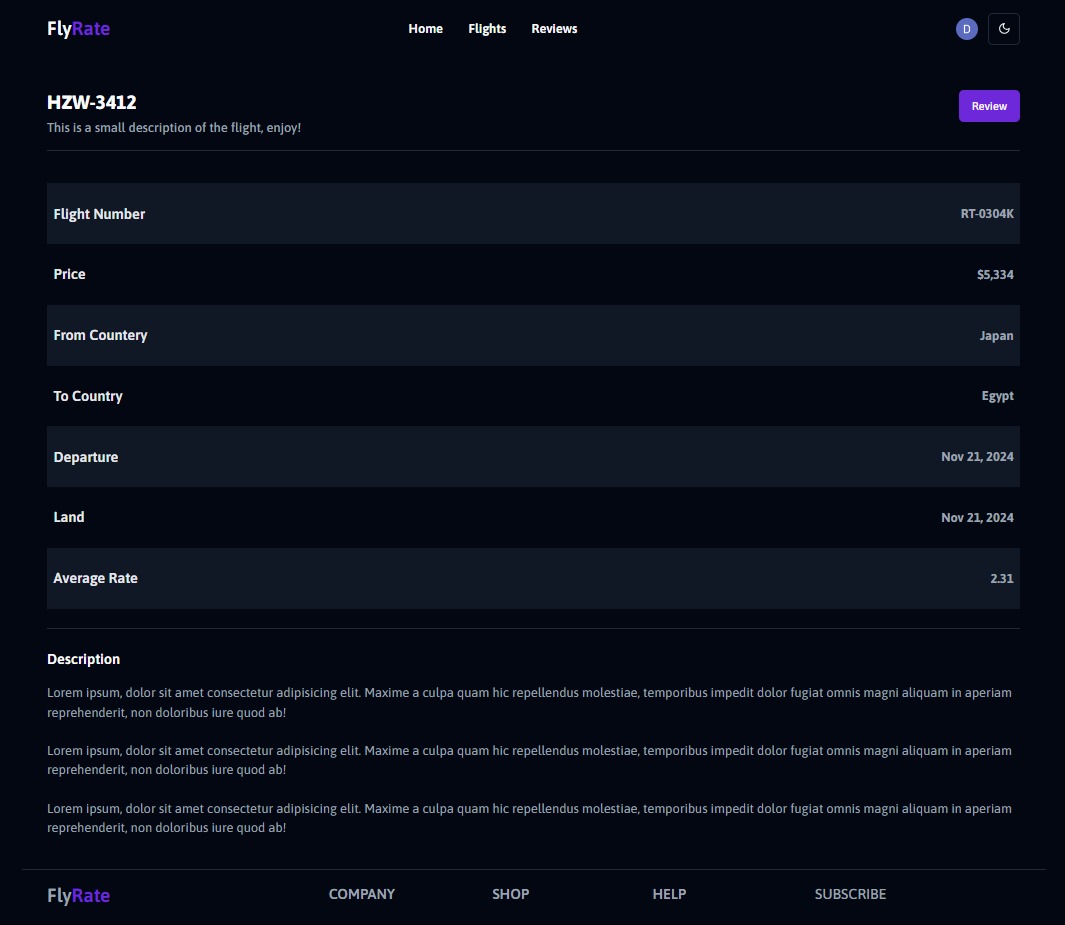 FlyRate
Home Flights Reviews
D
HZW-3412
Review
This is a small description of the flight, enjoy!
Flight Number RT-0304K
Price $5,334
From Countery Japan
To Country Egypt
Departure Nov 21, 2024
Land Nov 21, 2024
Average Rate 2.31
Description
Lorem ipsum, dolor sit amet consectetur adipisicing elit. Maxime a culpa quam hic repellendus molestiae, temporibus impedit dolor fugiat omnis magni aliquam in aperiam
reprehenderit, non doloribus iure quod ab!
Lorem ipsum, dolor sit amet consectetur adipisicing elit. Maxime a culpa quam hic repellendus molestiae, temporibus impedit dolor fugiat omnis magni aliquam in aperiam
reprehenderit, non doloribus iure quod ab!
Lorem ipsum, dolor sit amet consectetur adipisicing elit. Maxime a culpa quam hic repellendus molestiae, temporibus impedit dolor fugiat omnis magni aliquam in aperiam
reprehenderit, non doloribus iure quod ab!
FlyRate COMPANY SHOP HELP SUBSCRIBE